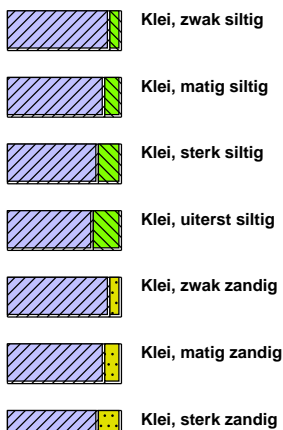 Klei, zwak siltig
Klei, matig siltig
Klei, sterk siltig
Klei, uiterst siltig
Klei, zwak zandig
Klei, matig zandig
Klei, sterk zandig